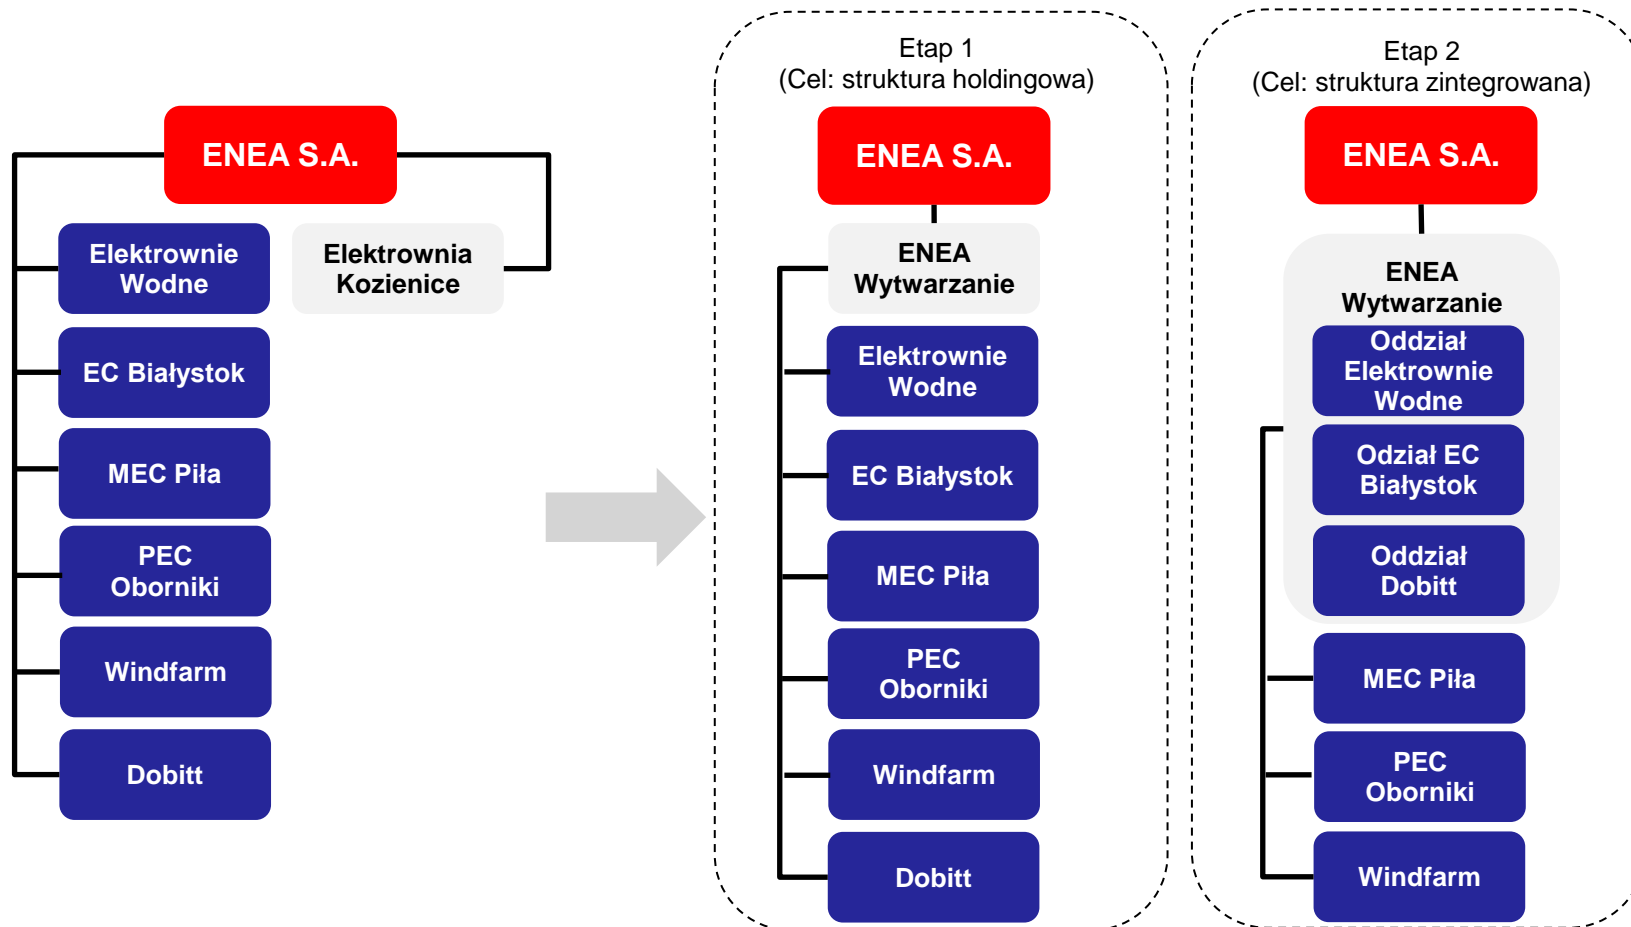 ENEA S.A.
Elektrownie
Wodne
Elektrownia
Kozienice
EC Białystok
MEC Piła
PEC
Oborniki
Windfarm
Dobitt
Etap 1
(Cel: struktura holdingowa)
ENEA S.A.
ENEA
Wytwarzanie
Elektrownie
Wodne
EC Białystok
MEC Piła
PEC
Oborniki
Windfarm
Dobitt
Etap 2
(Cel: struktura zintegrowana)
ENEA S.A.
ENEA
Wytwarzanie
Oddział
Elektrownie
Wodne
Odział EC
Białystok
Oddział
Dobitt
MEC Piła
PEC
Oborniki
Windfarm